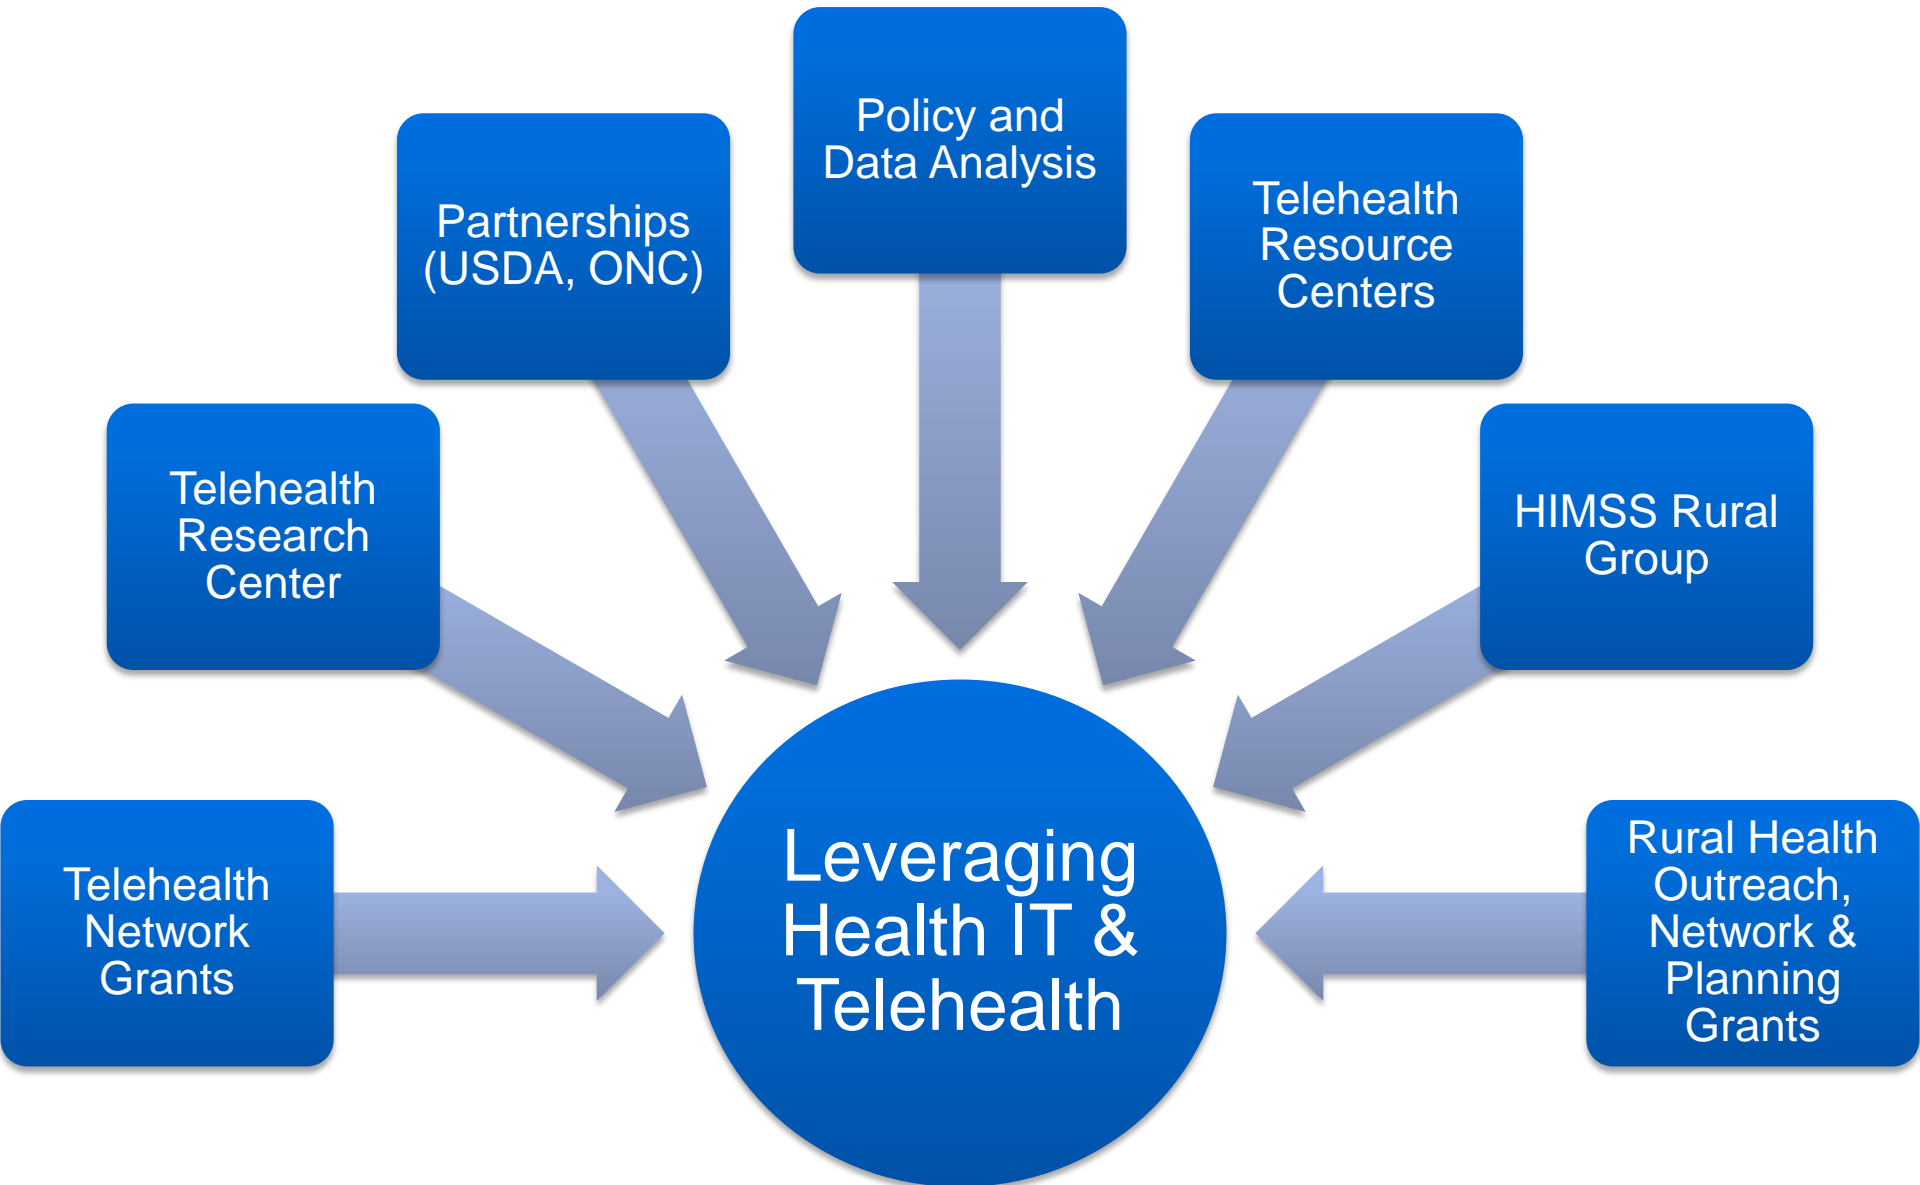 Policy and
Data Analysis
Partnerships
(USDA, ONC)
Telehealth
Resource
Centers
Telehealth
Research
Center
HIMSS Rural
Group
Telehealth
Network
Grants
Leveraging
Health IT &
Telehealth
Rural Health
Outreach,
Network &
Planning
Grants